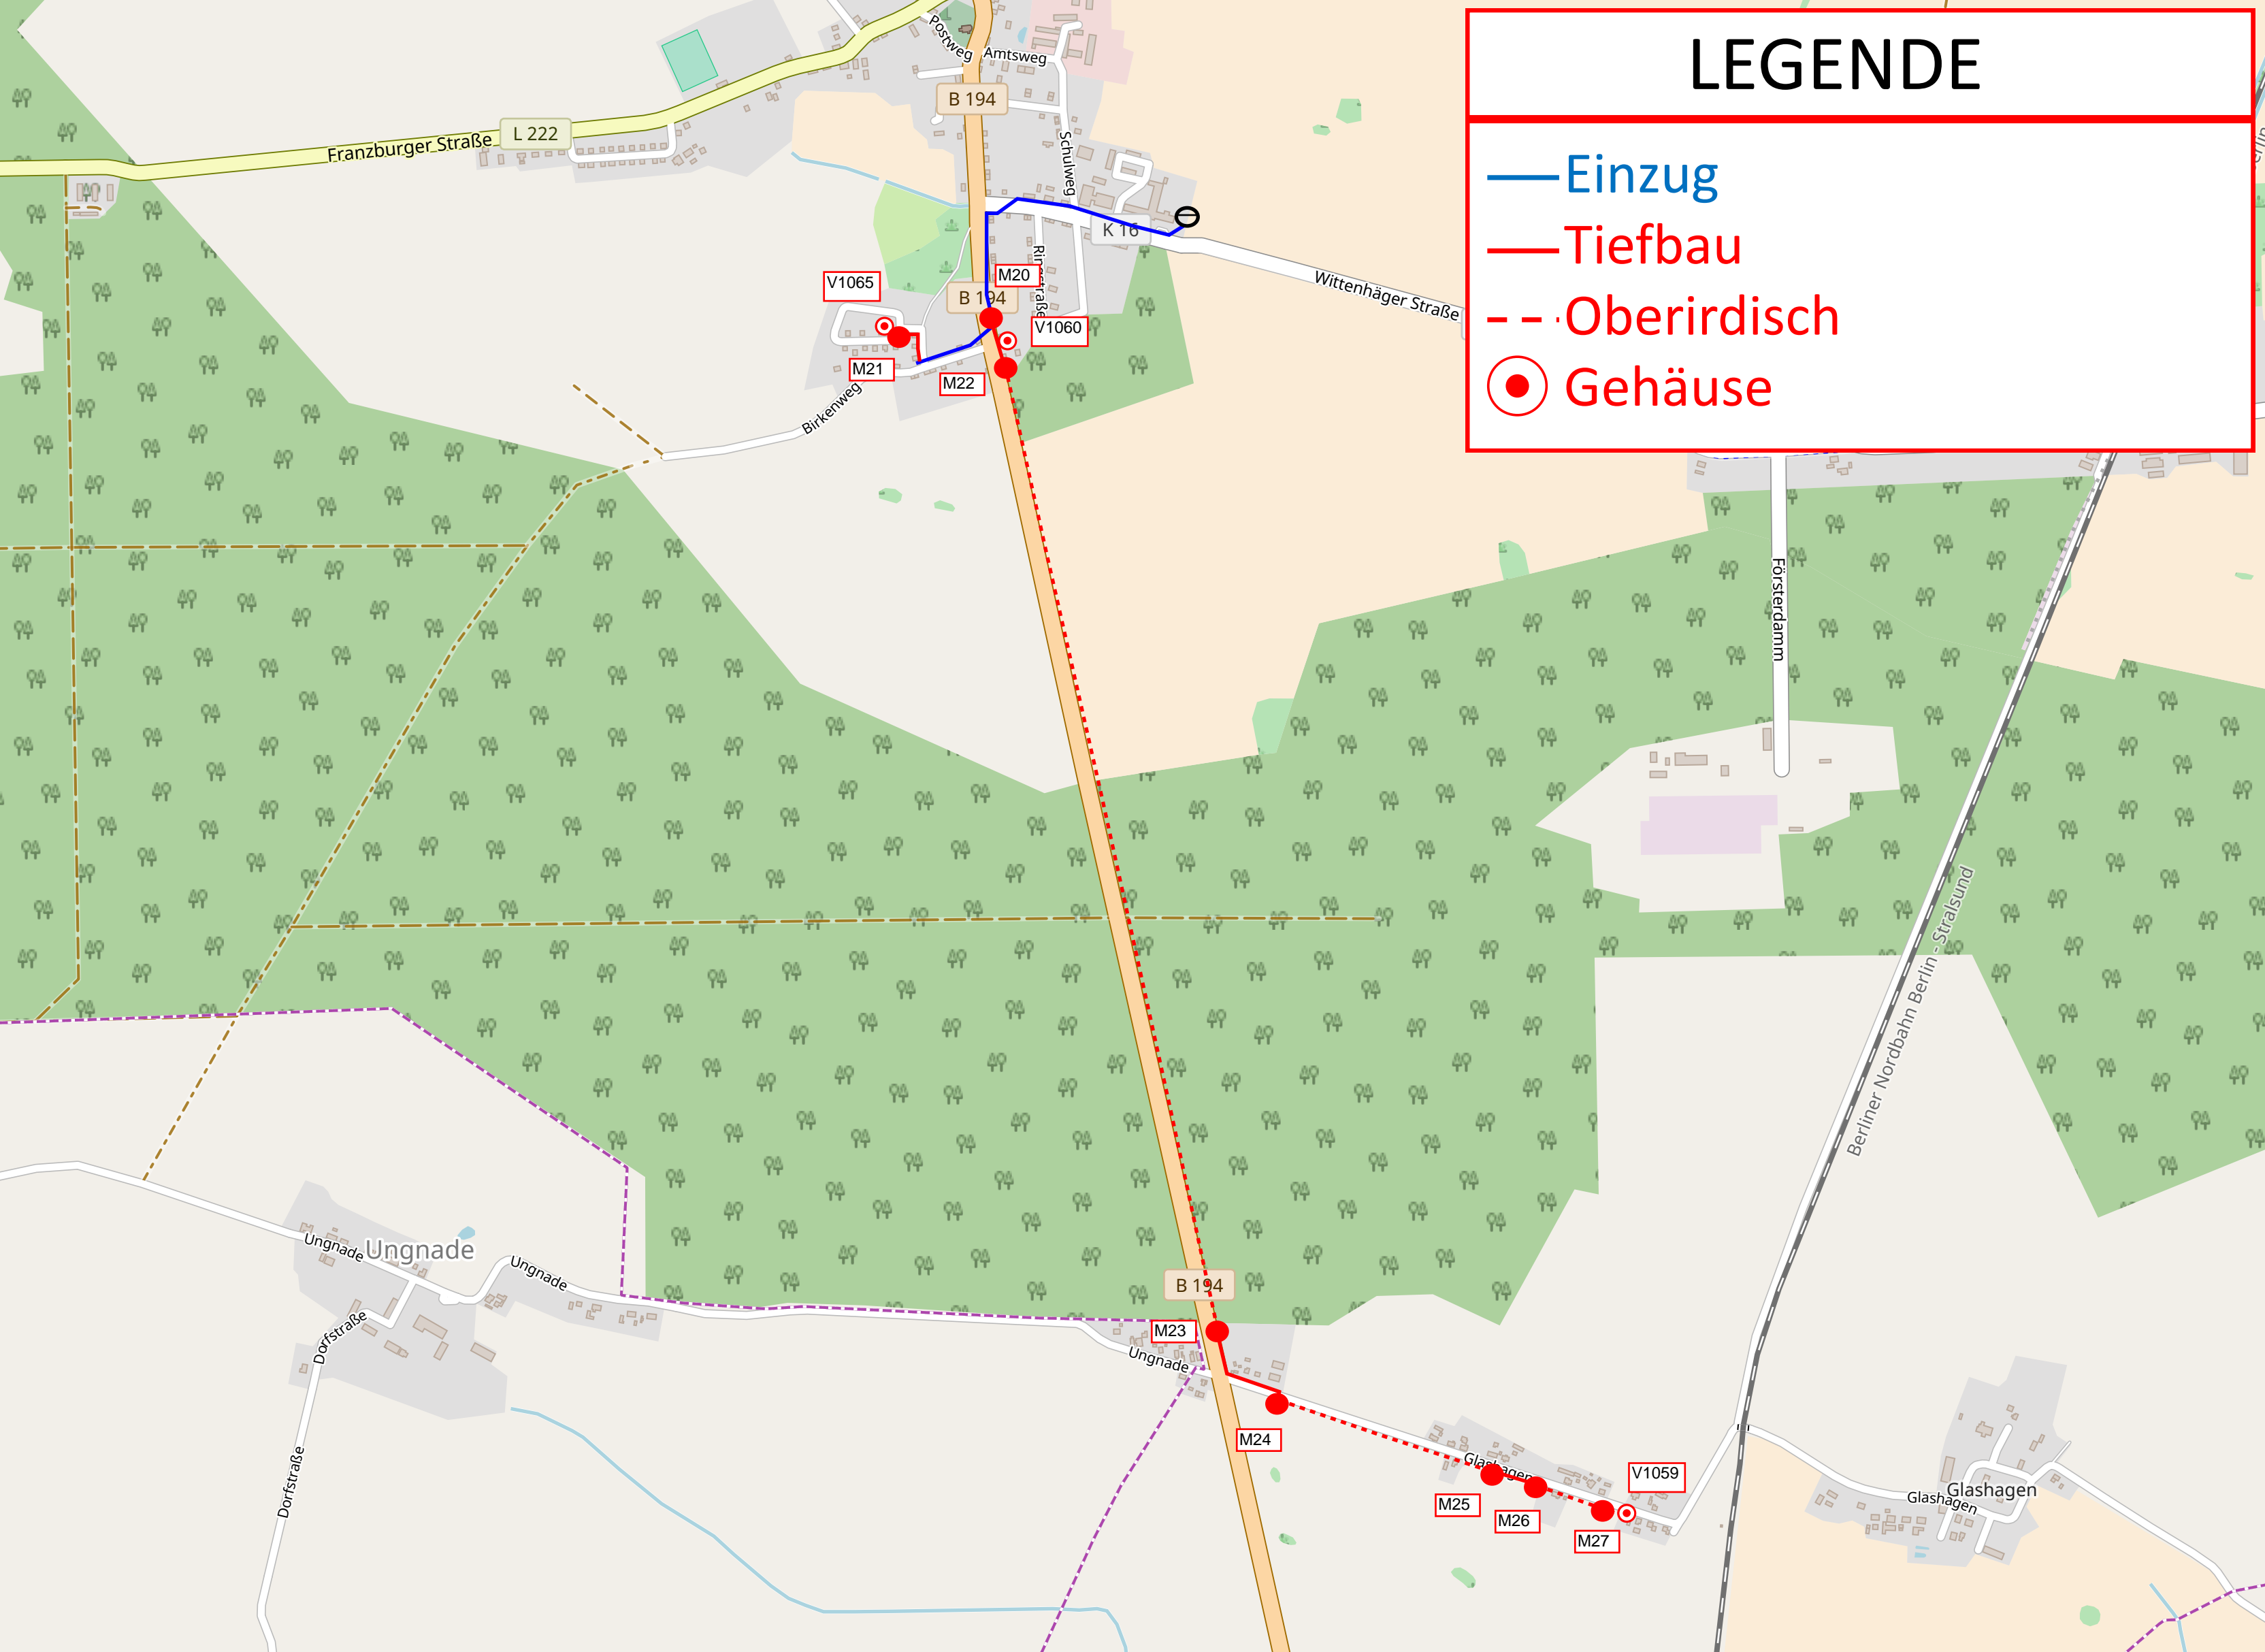 LEGENDE
Einzug
Tiefbau
Oberirdisch
Gehäuse
Postweg
Amtsweg
B 194
L 222
Franzburger Straße
Schulweg
K 16
Wittenhäger Straße
M20
V1065
B 194
V1060
M21
M22
Birkenweg
Försterdamm
Berliner Nordbahn Berlin - Stralsund
Ungnade
Ungnade
Ungnade
Dorfstraße
Dorfstraße
B 194
M23
Ungnade
M24
Glashagen
V1059
M25
M26
M27
Glashagen
Glashagen